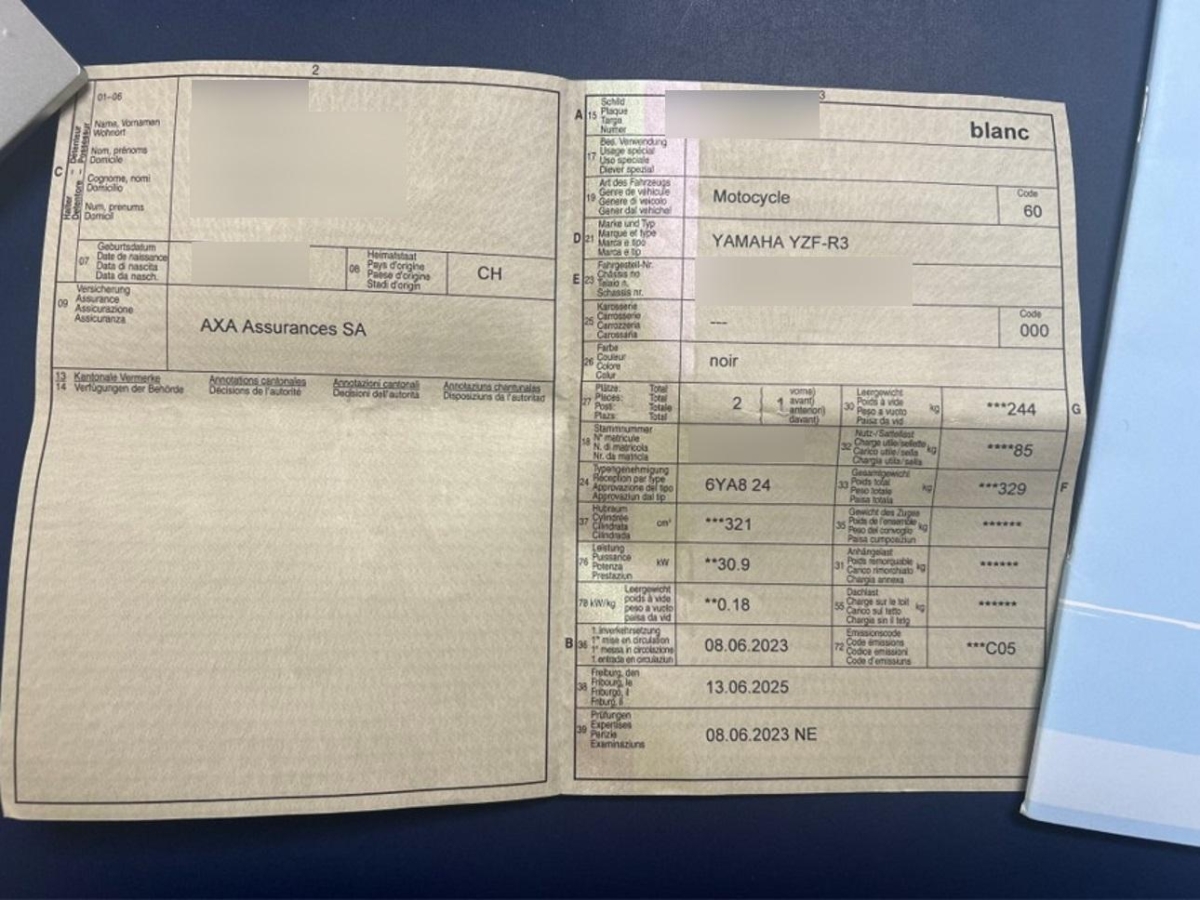 2
01-06
Halter - Détenteur
Detentore - Possessur
C
Name, Vornamen
Wohnort
Nom, prénoms
Domicile
Cognome, nomi
Domicilio
Num, prenums
Domicil
07
Geburtsdatum
Date de naissance
Data di nascita
Data da nasch.
08
Heimatstaat
Pays d'origine
Paese d'origine
Stadi d'origin
CH
09
Versicherung
Assurance
Assicurazione
Assicuranza
AXA Assurances SA
13 Kantonale Vermerke Annotations cantonales Annotazioni cantonali Annotaziuns chantunalas
14 Verfügungen der Behörde Décisions de l'autorité Decisioni dell'autorità Disposiziuns da l'autoritad
3
A 15
Schild
Plaque
Targa
Numer
blanc
17
Bes. Verwendung
Usage spécial
Uso speciale
Diever spezial
19
Art des Fahrzeugs
Genre de véhicule
Genere di veicolo
Gener dal vehichel
Motocycle
Code
60
D 21
Marke und Typ
Marque et type
Marca e tipo
Marca e tip
YAMAHA YZF-R3
E 23
Fahrgestell-Nr.
Châssis no
Telaio n.
Schassis nr.
25
Karosserie
Carrosserie
Carrozzeria
Carossaria
---
Code
000
26
Farbe
Couleur
Colore
Colur
noir
27
Plätze: Total
Places: Total
Posti: Totale
Plazs: Total
2
1
vorne)
avant)
anteriori)
davant)
30
Leergewicht
Poids à vide
Peso a vuoto
Paisa da vid
kg
***244
G
18
Stammnummer
N° matricule
N. di matricola
Nr. da matricla
32
Nutz-/Sattellast
Charge utile/sellette
Carico utile/sella
Chargia utila/sella
kg
****85
24
Typengenehmigung
Réception par type
Approvazione del tipo
Approvaziun dal tip
6YA8 24
33
Gesamtgewicht
Poids total
Peso totale
Paisa totala
kg
***329
F
37
Hubraum
Cylindrée
Cilindrata
Cilindrada
cm³
***321
35
Gewicht des Zuges
Poids de l'ensemble
Peso del convoglio
Paisa cumposiziun
kg
******
76
Leistung
Puissance
Potenza
Prestaziun
kW
**30.9
31
Anhängelast
Poids remorquable
Carico rimorchiato
Chargia annexa
kg
******
78 kW/kg
Leergewicht
poids à vide
peso a vuoto
paisa da vid
**0.18
55
Dachlast
Charge sur le toit
Carico sul tetto
Chargia sin il tetg
kg
******
B 36
1. Inverkehrsetzung
1re mise en circulation
1a messa in circolazione
1. entrada en circulaziun
08.06.2023
72
Emissionscode
Code émissions
Codice emissioni
Code d'emissiuns
***C05
38
Freiburg, den
Fribourg, le
Friburgo, il
Friburg, ils
13.06.2025
39
Prüfungen
Expertises
Perizie
Examinaziuns
08.06.2023 NE